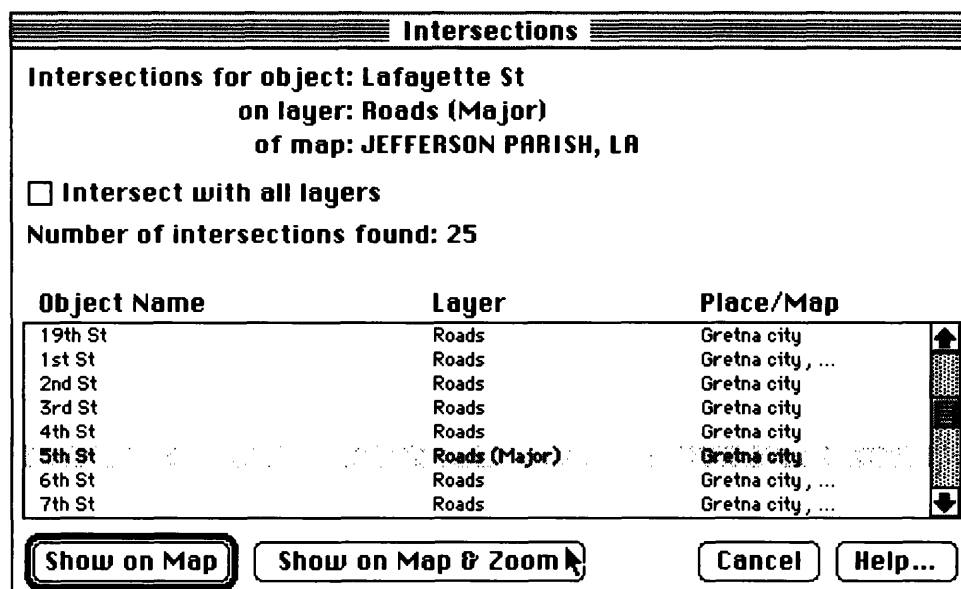 Intersections
Intersections for object: Lafayette St
on layer: Roads (Major)
of map: JEFFERSON PARISH, LA
Intersect with all layers
Number of intersections found: 25
Object Name Layer Place/Map
19th St Roads Gretna city
1st St Roads Gretna city, ...
2nd St Roads Gretna city
3rd St Roads Gretna city
4th St Roads Gretna city
5th St Roads (Major) Gretna city
6th St Roads Gretna city, ...
7th St Roads Gretna city, ...
Show on Map Show on Map & Zoom Cancel Help...